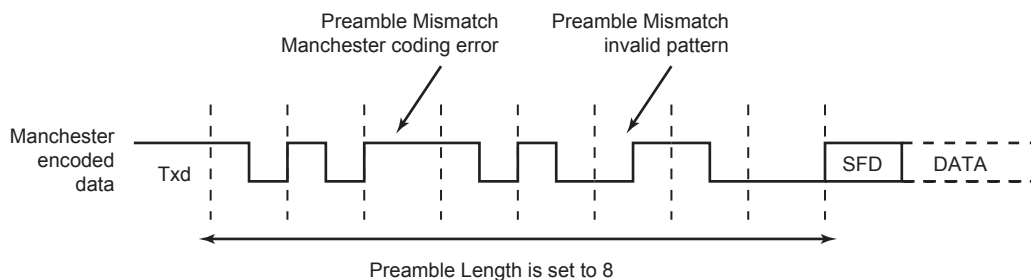 Preamble Mismatch
Manchester coding error
Preamble Mismatch
invalid pattern
Manchester
encoded
data
Txd
SFD
DATA
Preamble Length is set to 8